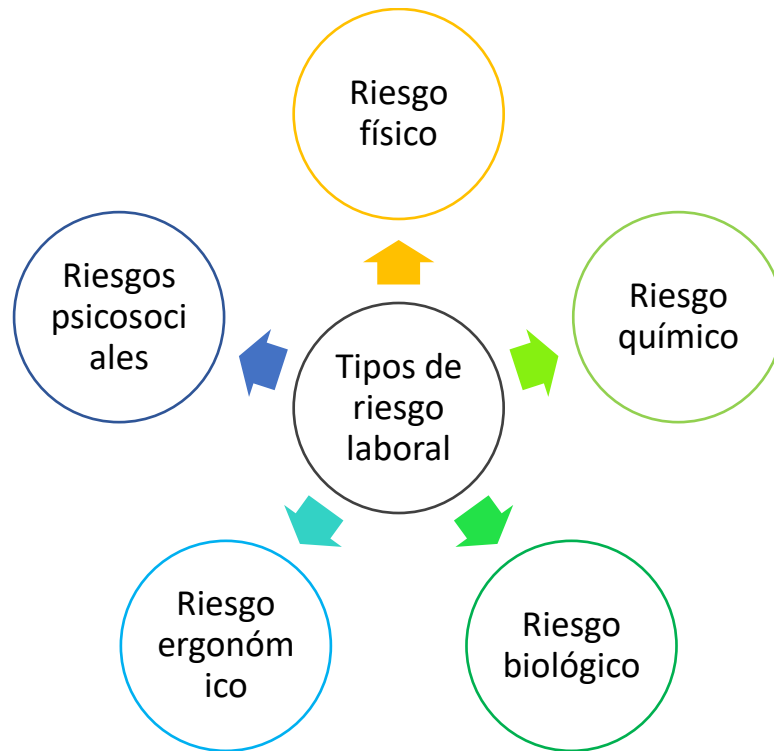 Riesgo
físico
Riesgos
psicosoci
ales
Riesgo
químico
Tipos de
riesgo
laboral
Riesgo
ergonóm
ico
Riesgo
biológico